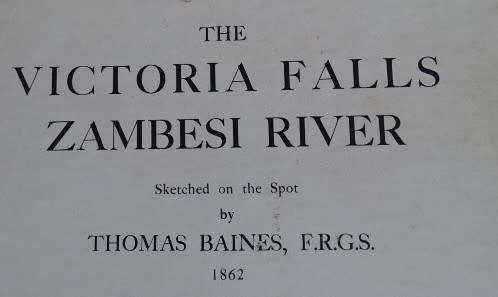 THE
VICTORIA FALLS
ZAMBESI RIVER
Sketched on the Spot
by
THOMAS BAINES, F.R.G.S.
1862